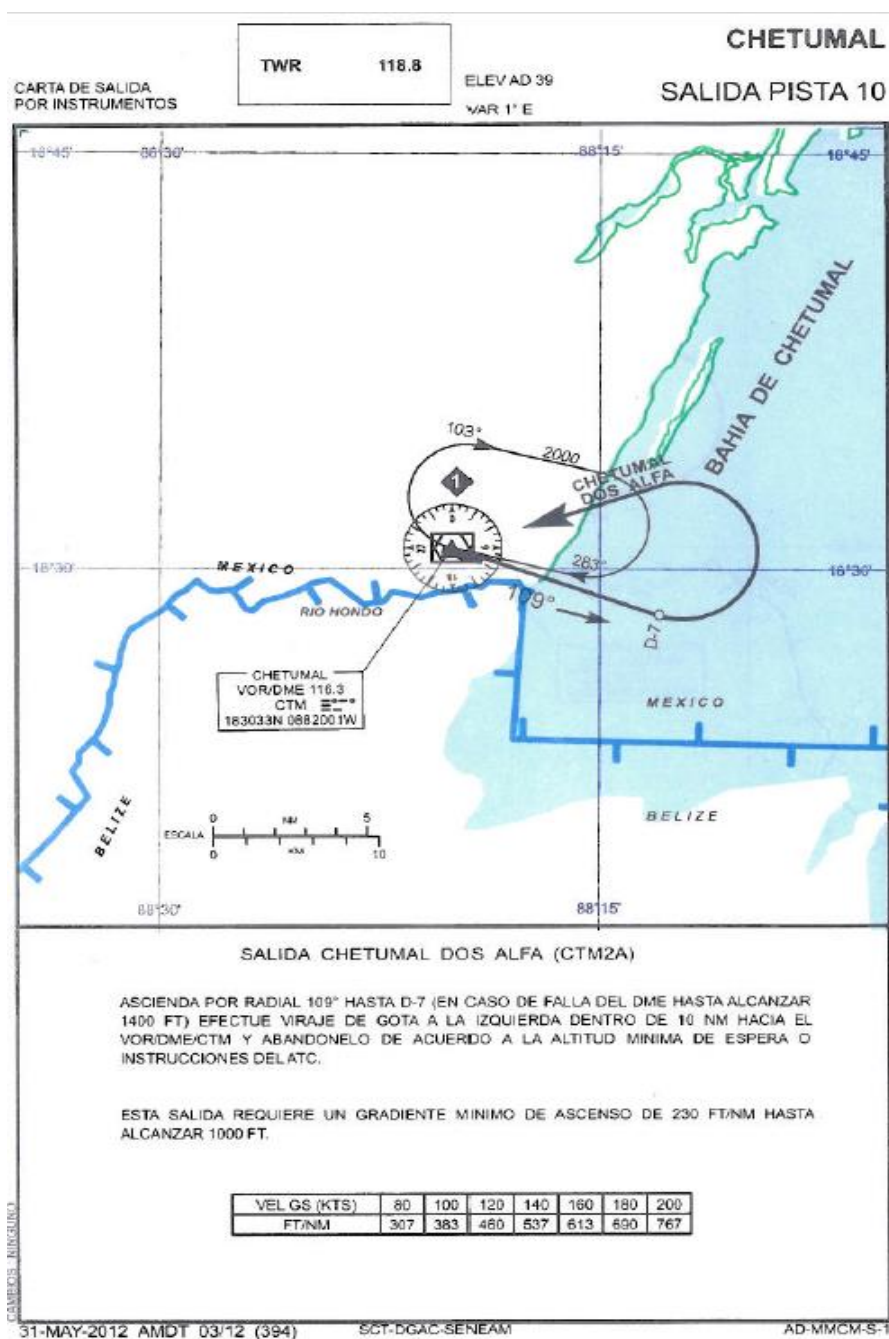 CHETUMAL
TWR 118.8
ELEV AD 39
CARTA DE SALIDA
POR INSTRUMENTOS
SALIDA PISTA 10
VAR 1° E
18°45' 88°30' 88°15' 18°45'
BAHIA DE CHETUMAL
103°
2000
1
CHETUMAL
DOS ALFA
283°
18°30' 18°30'
MEXICO
RIO HONDO
109°
D-7
CHETUMAL
VOR/DME 116.3
CTM
183033N 0882001W
MEXICO
BELIZE
BELIZE
0 NM 5
ESCALA
0 KM 10
88°30' 88°15'
SALIDA CHETUMAL DOS ALFA (CTM2A)
ASCIENDA POR RADIAL 109° HASTA D-7 (EN CASO DE FALLA DEL DME HASTA ALCANZAR
1400 FT) EFECTUE VIRAJE DE GOTA A LA IZQUIERDA DENTRO DE 10 NM HACIA EL
VOR/DME/CTM Y ABANDONELO DE ACUERDO A LA ALTITUD MINIMA DE ESPERA O
INSTRUCCIONES DEL ATC.
ESTA SALIDA REQUIERE UN GRADIENTE MINIMO DE ASCENSO DE 230 FT/NM HASTA
ALCANZAR 1000 FT.
VEL GS (KTS) 80 100 120 140 160 180 200
FT/NM 307 383 460 537 613 690 767
CAMBIOS NINGUNO
31-MAY-2012 AMDT 03/12 (394) SCT-DGAC-SENEAM AD-MMCM-S-1